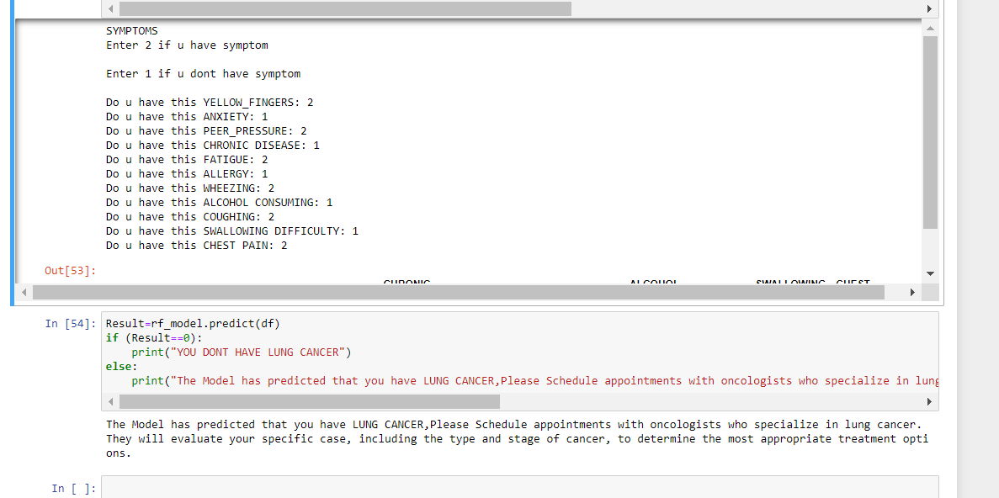 SYMPTOMS
Enter 2 if u have symptom
Enter 1 if u dont have symptom
Do u have this YELLOW_FINGERS: 2
Do u have this ANXIETY: 1
Do u have this PEER_PRESSURE: 2
Do u have this CHRONIC DISEASE: 1
Do u have this FATIGUE: 2
Do u have this ALLERGY: 1
Do u have this WHEEZING: 2
Do u have this ALCOHOL CONSUMING: 1
Do u have this COUGHING: 2
Do u have this SWALLOWING DIFFICULTY: 1
Do u have this CHEST PAIN: 2
Out[53]:
CHRONIC ALCOHOL SWALLOWING CHEST
In [54]: Result=rf_model.predict(df)
if (Result==0):
print("YOU DONT HAVE LUNG CANCER")
else:
print("The Model has predicted that you have LUNG CANCER,Please Schedule appointments with oncologists who specialize in lung
The Model has predicted that you have LUNG CANCER,Please Schedule appointments with oncologists who specialize in lung cancer.
They will evaluate your specific case, including the type and stage of cancer, to determine the most appropriate treatment opti
ons.
In [ ]: